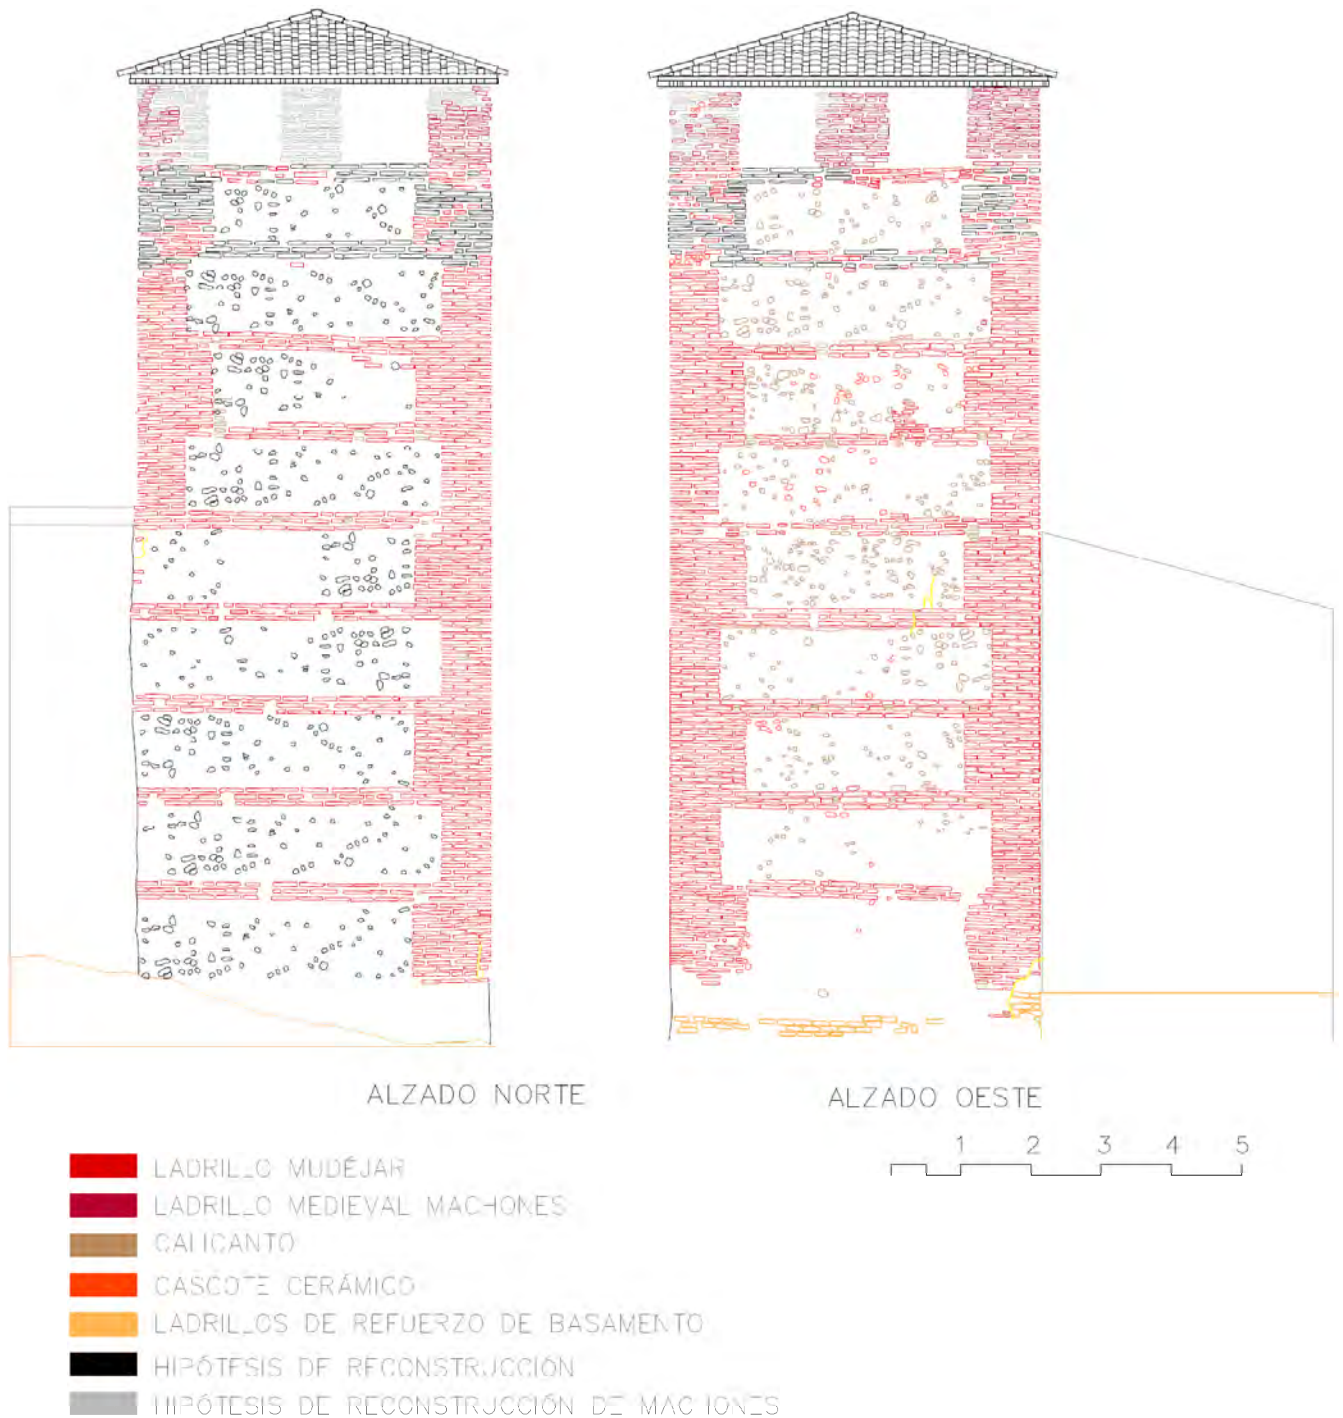 ALZADO NORTE
ALZADO OESTE
1 2 3 4 5
LADRILLO MUDÉJAR
LADRILLO MEDIEVAL MACHONES
CALICANTO
CASCOTE CERÁMICO
LADRILLOS DE REFUERZO DE BASAMENTO
HIPÓTESIS DE RECONSTRUCCIÓN
HIPÓTESIS DE RECONSTRUCCIÓN DE MACHONES